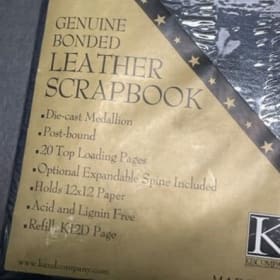 GENUINE
BONDED
LEATHER
SCRAPBOOK
▪ Die-cast Medallion
▪ Post-bound
▪ 20 Top Loading Pages
▪ Optional Expandable Spine Included
▪ Holds 12x12 Paper
▪ Acid and Lignin Free
▪ Refill: K12D Page
K